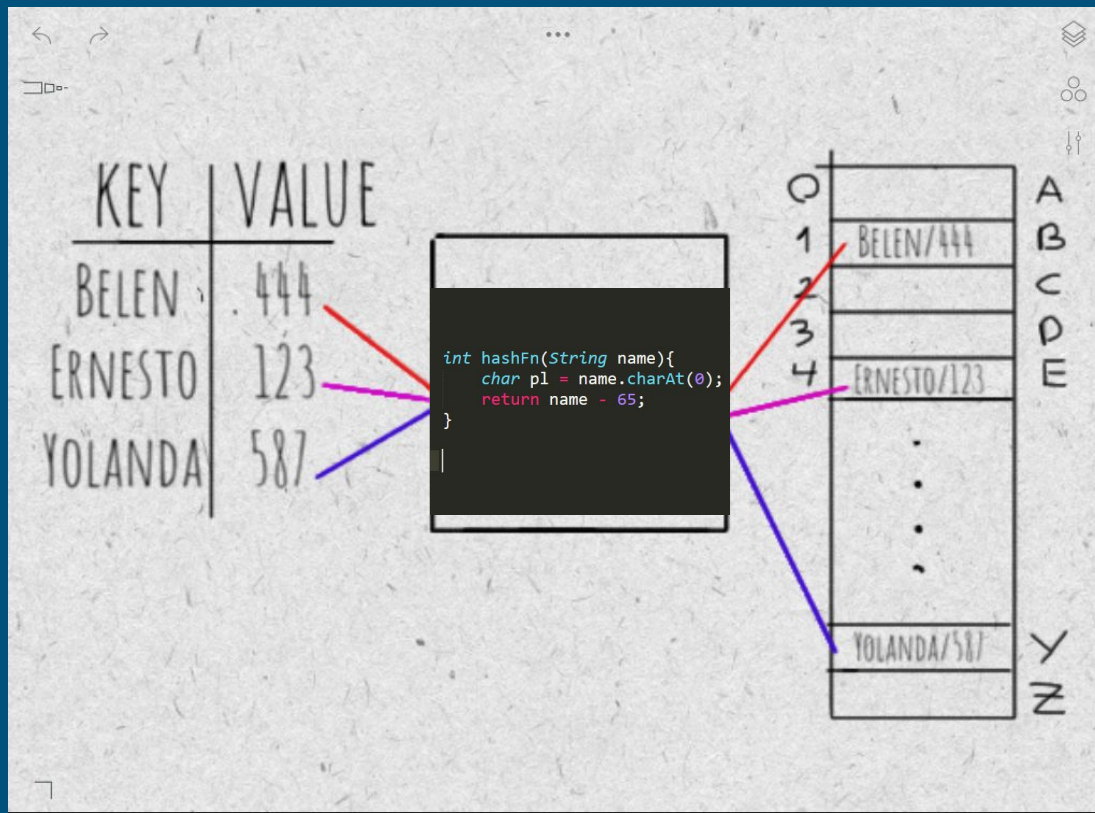 KEY VALUE
BELEN 444
ERNESTO 123
YOLANDA 587
int hashFn(String name){
    char pl = name.charAt(0);
    return name - 65;
}
0 A
1 BELEN/444 B
2 C
3 D
4 ERNESTO/123 E
YOLANDA/587 Y
Z